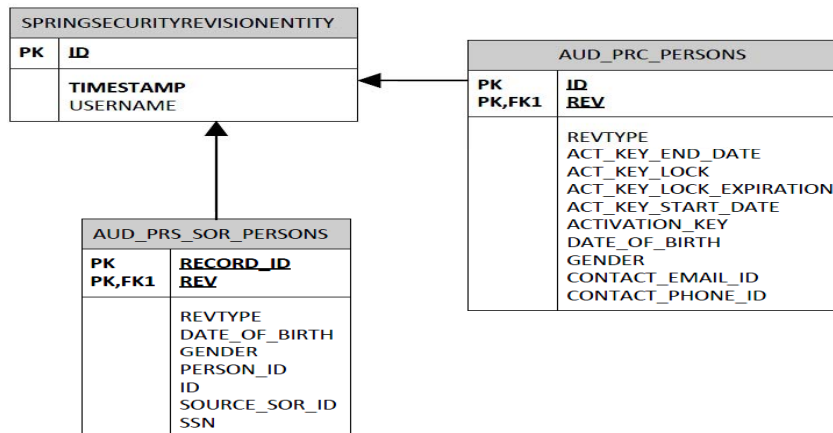 SPRINGSECURITYREVISIONENTITY
PK ID
TIMESTAMP
USERNAME
AUD_PRC_PERSONS
PK ID
PK,FK1 REV
REVTYPE
ACT_KEY_END_DATE
ACT_KEY_LOCK
ACT_KEY_LOCK_EXPIRATION
ACT_KEY_START_DATE
ACTIVATION_KEY
DATE_OF_BIRTH
GENDER
CONTACT_EMAIL_ID
CONTACT_PHONE_ID
AUD_PRS_SOR_PERSONS
PK RECORD_ID
PK,FK1 REV
REVTYPE
DATE_OF_BIRTH
GENDER
PERSON_ID
ID
SOURCE_SOR_ID
SSN